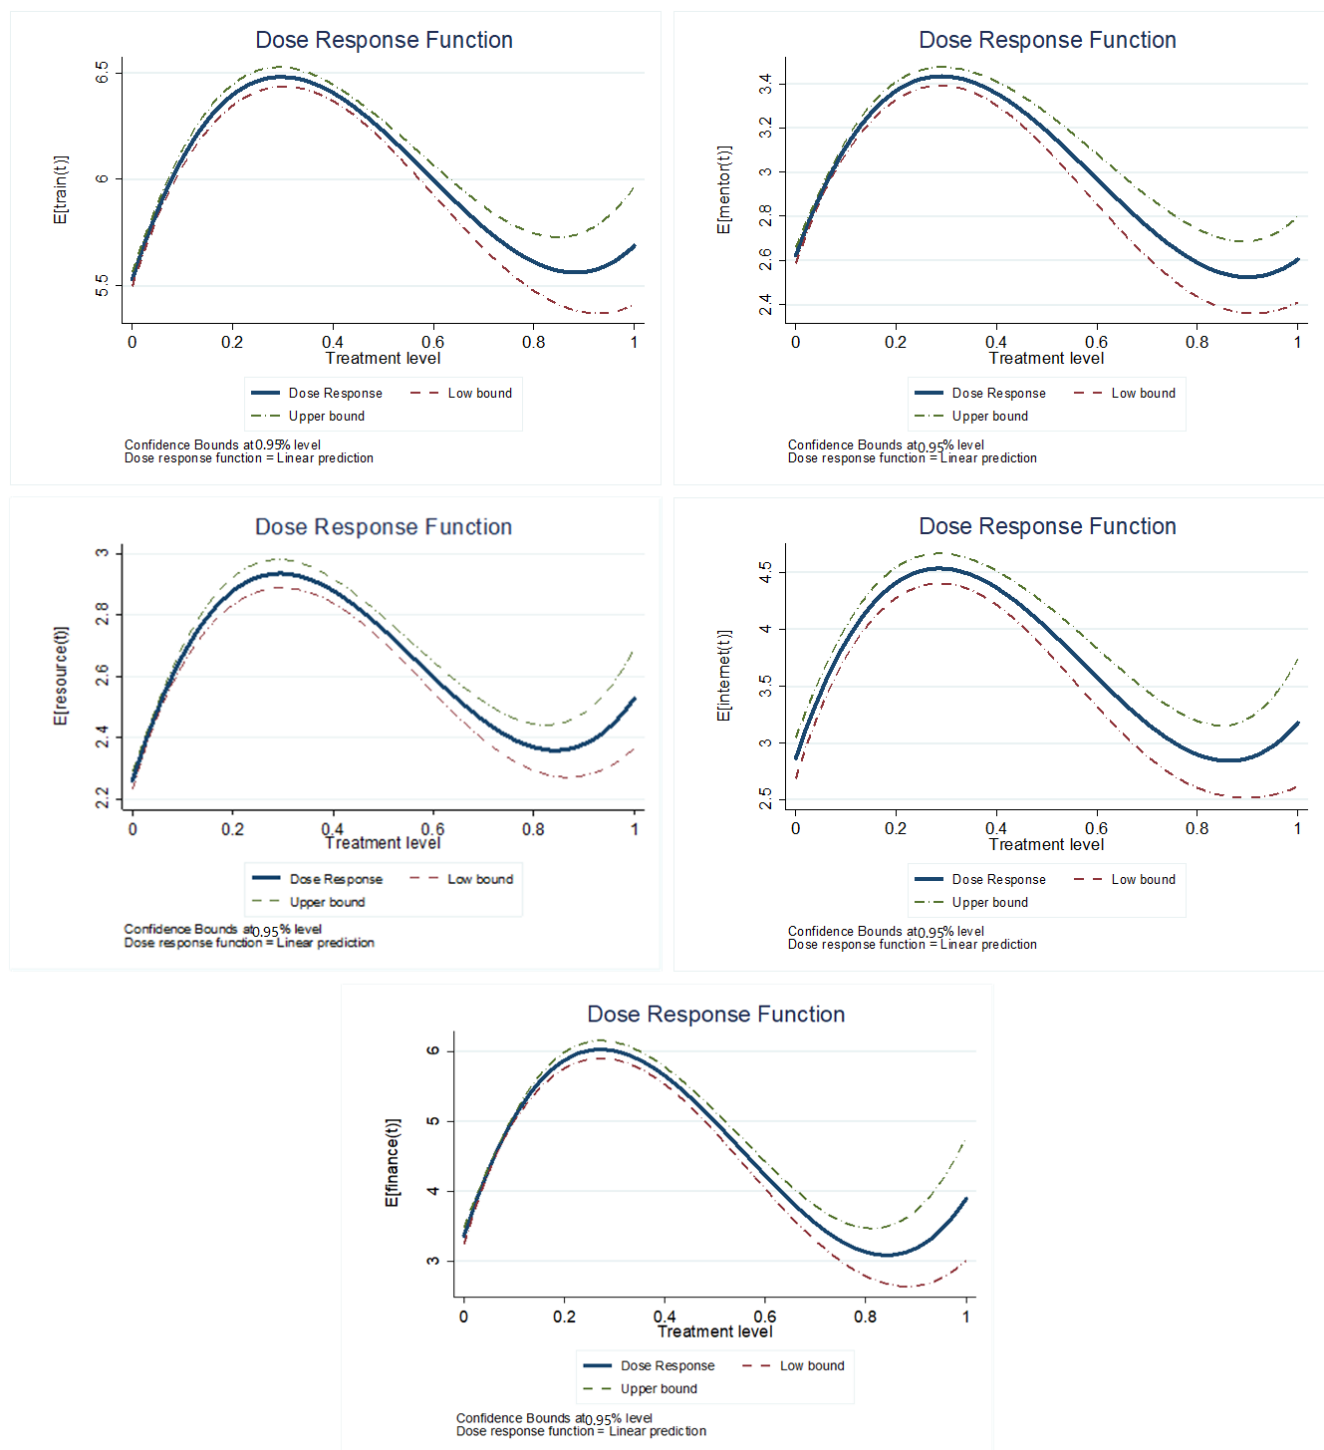 Dose Response Function
E[train(t)]
6.5
6
5.5
0 0.2 0.4 0.6 0.8 1
Treatment level
Dose Response Low bound
Upper bound
Confidence Bounds at 0.95% level
Dose response function = Linear prediction
Dose Response Function
E[mentor(t)]
3.4
3.2
3
2.8
2.6
2.4
0 0.2 0.4 0.6 0.8 1
Treatment level
Dose Response Low bound
Upper bound
Confidence Bounds at 0.95% level
Dose response function = Linear prediction
Dose Response Function
E[resource(t)]
3
2.8
2.6
2.4
2.2
0 0.2 0.4 0.6 0.8 1
Treatment level
Dose Response Low bound
Upper bound
Confidence Bounds at 0.95% level
Dose response function = Linear prediction
Dose Response Function
E[internet(t)]
4.5
4
3.5
3
2.5
0 0.2 0.4 0.6 0.8 1
Treatment level
Dose Response Low bound
Upper bound
Confidence Bounds at 0.95% level
Dose response function = Linear prediction
Dose Response Function
E[finance(t)]
6
5
4
3
0 0.2 0.4 0.6 0.8 1
Treatment level
Dose Response Low bound
Upper bound
Confidence Bounds at 0.95% level
Dose response function = Linear prediction